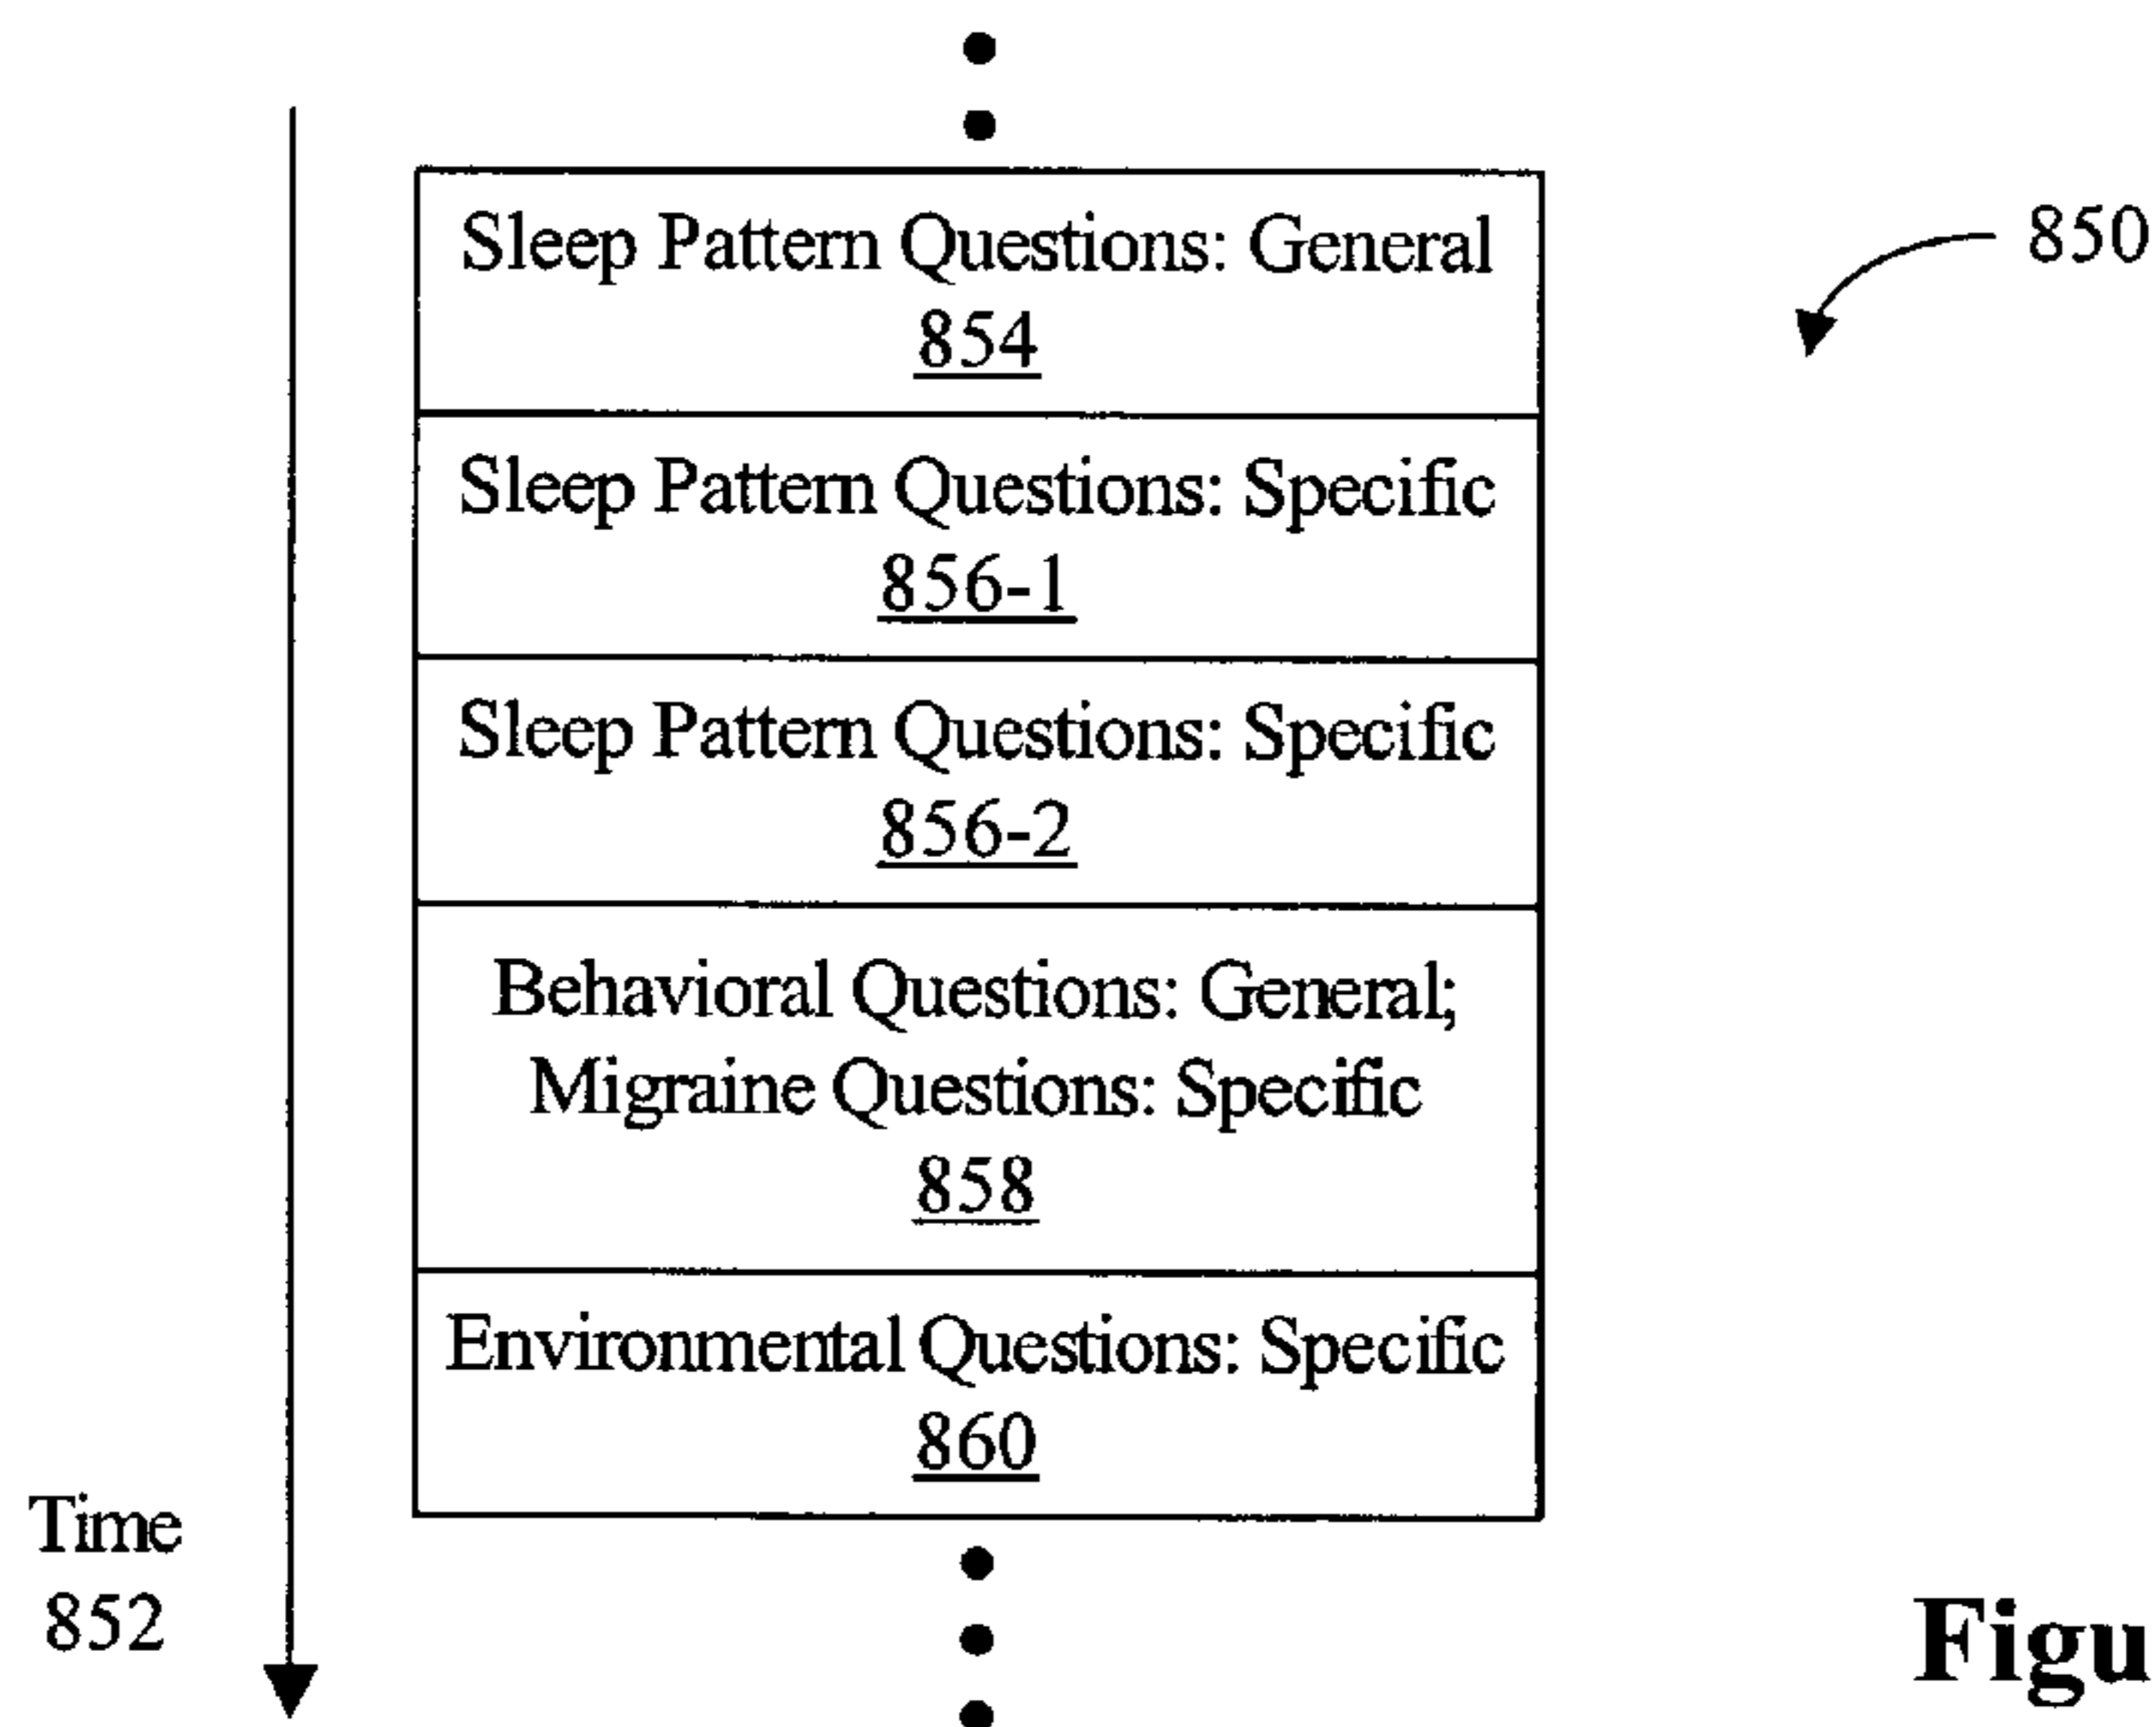 Sleep Pattern Questions: General
854
850
Sleep Pattern Questions: Specific
856-1
Sleep Pattern Questions: Specific
856-2
Behavioral Questions: General;
Migraine Questions: Specific
858
Environmental Questions: Specific
860
Time
852
Figu